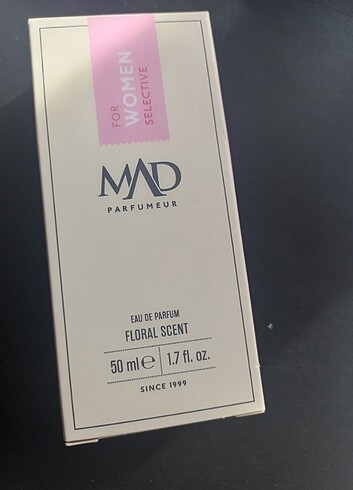 FOR
WOMEN
SELECTIVE
MAD
PARFUMEUR
EAU DE PARFUM
FLORAL SCENT
50 ml ℮ 1.7 fl. oz.
SINCE 1999